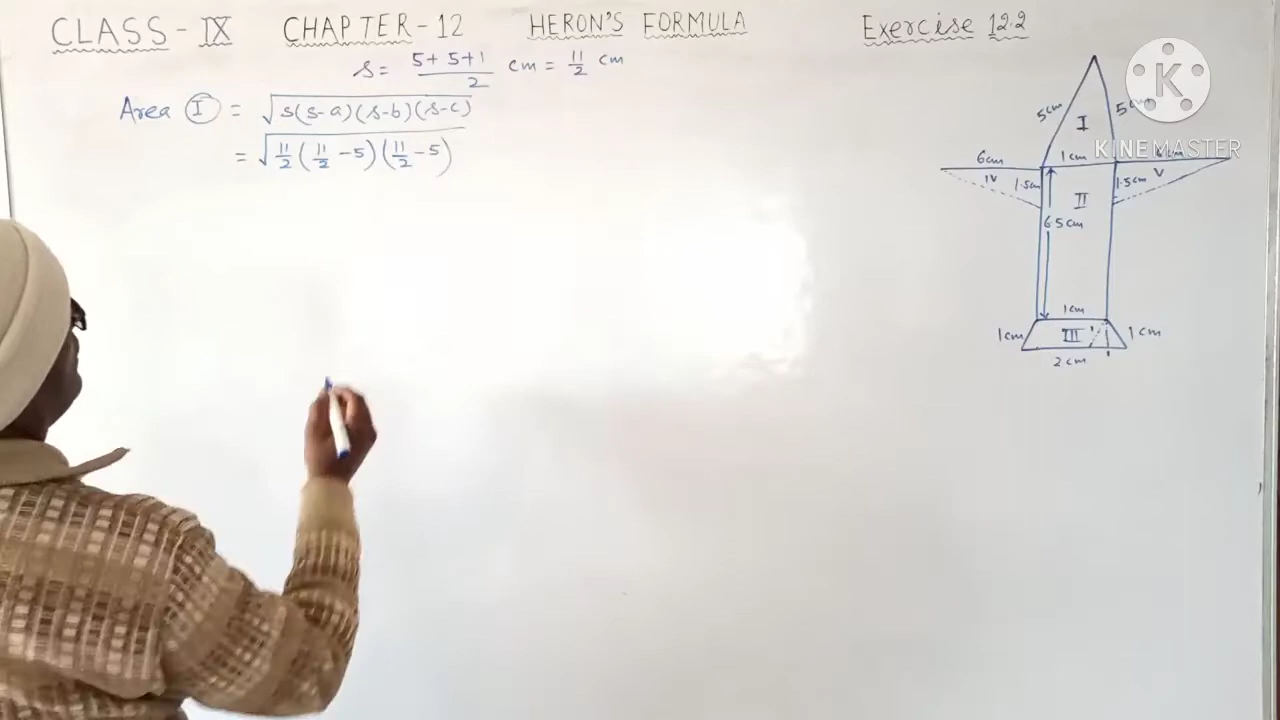 CLASS - IX CHAPTER - 12 HERON'S FORMULA Exercise 12.2
s = 5 + 5 + 1 / 2 cm = 11/2 cm
Area I = √s(s-a)(s-b)(s-c)
= √11/2 (11/2 - 5)(11/2 - 5)
K
KINEMASTER
5cm I 5cm
6cm 1cm
IV 1.5cm II 1.5cm V
6.5cm
1cm
1cm III 1cm
2cm